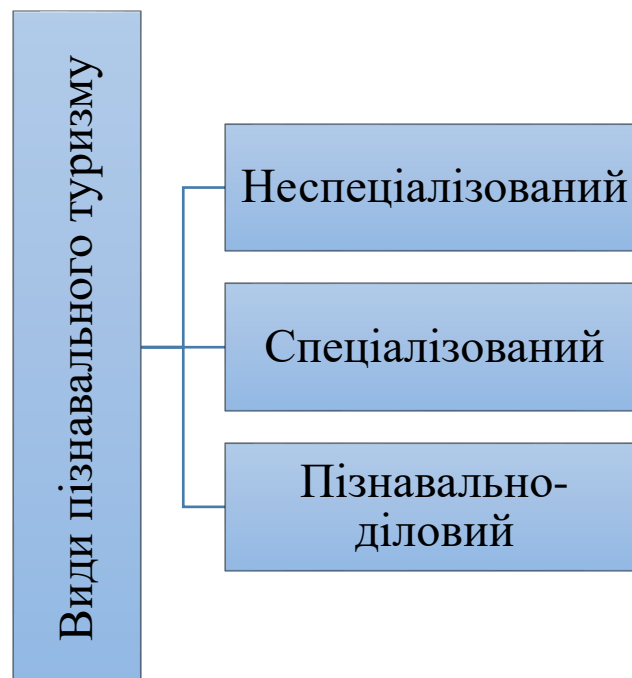 Види пізнавального туризму
Неспеціалізований
Спеціалізований
Пізнавально-
діловий